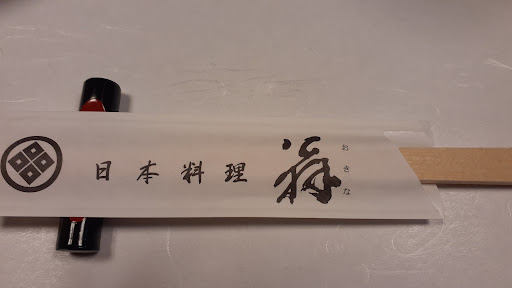 日本料理 翁
おきな